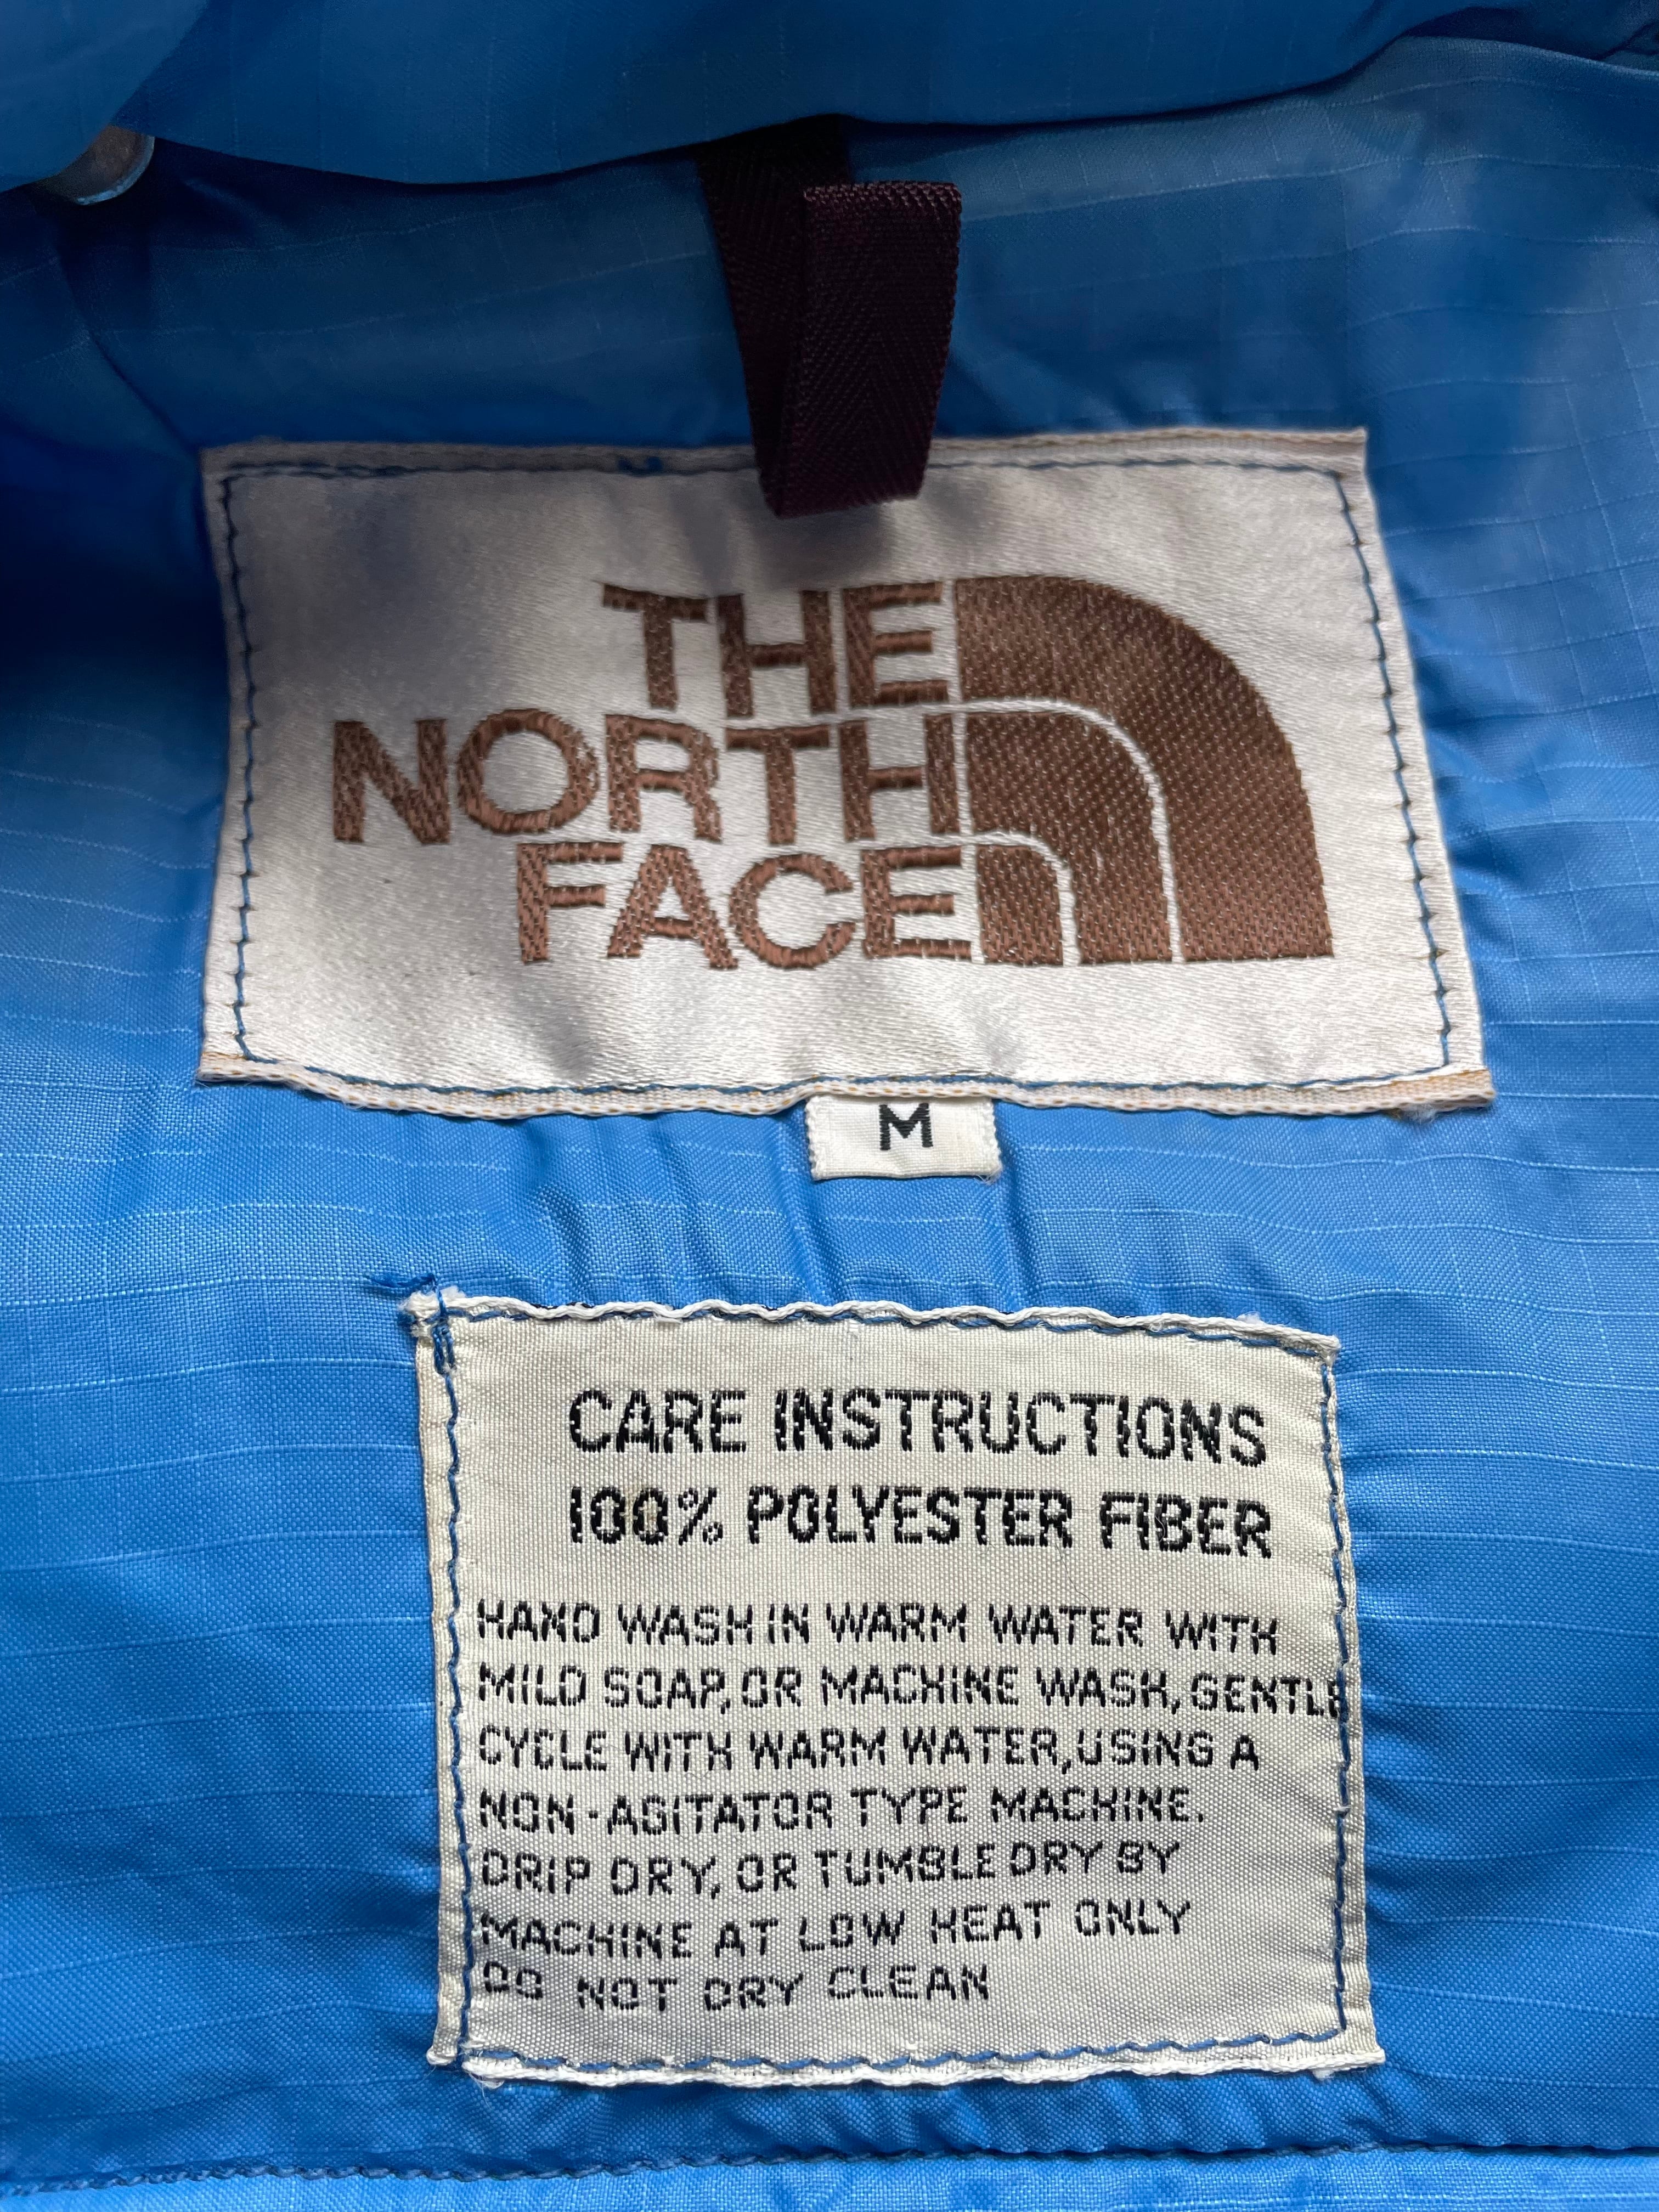 THE
NORTH
FACE
M
CARE INSTRUCTIONS
100% POLYESTER FIBER
HAND WASH IN WARM WATER WITH
MILD SOAP, OR MACHINE WASH, GENTLE
CYCLE WITH WARM WATER, USING A
NON-AGITATOR TYPE MACHINE.
DRIP DRY, OR TUMBLE DRY BY
MACHINE AT LOW HEAT ONLY
DO NOT DRY CLEAN